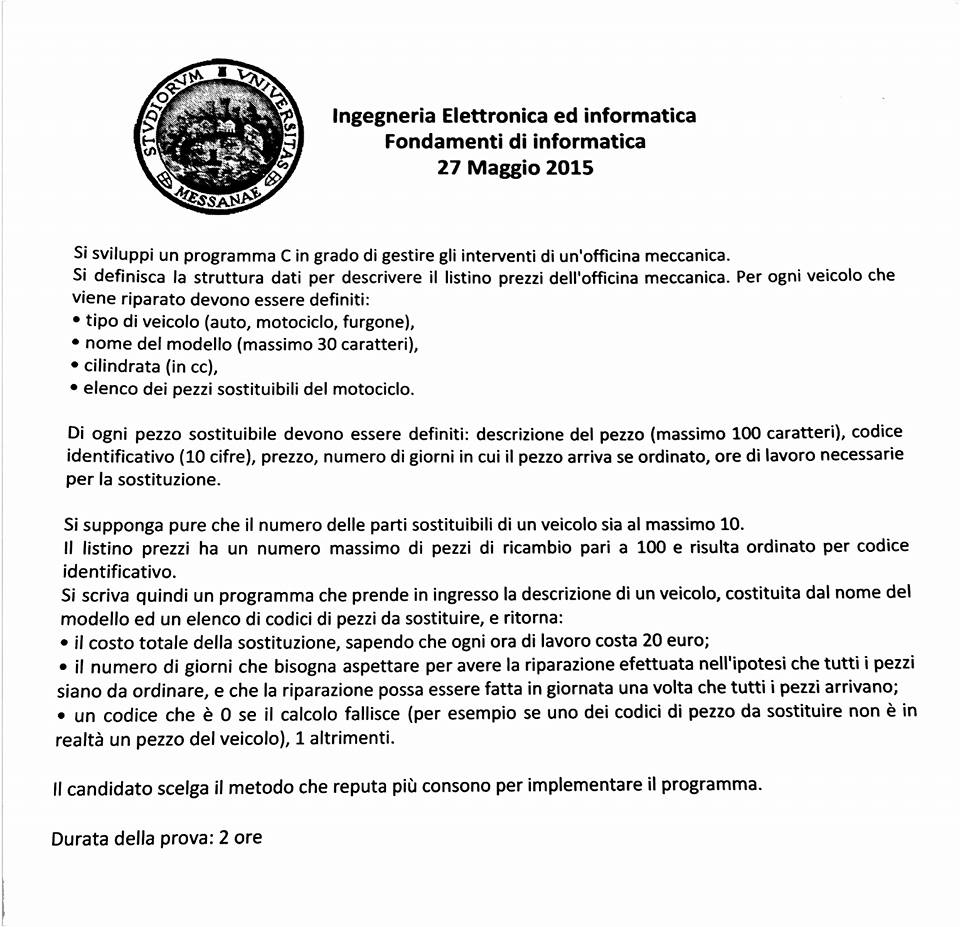 STVDIORVM VNIVERSITAS
MESSANAE
Ingegneria Elettronica ed informatica
Fondamenti di informatica
27 Maggio 2015
Si sviluppi un programma C in grado di gestire gli interventi di un'officina meccanica.
Si definisca la struttura dati per descrivere il listino prezzi dell'officina meccanica. Per ogni veicolo che
viene riparato devono essere definiti:
• tipo di veicolo (auto, motociclo, furgone),
• nome del modello (massimo 30 caratteri),
• cilindrata (in cc),
• elenco dei pezzi sostituibili del motociclo.
Di ogni pezzo sostituibile devono essere definiti: descrizione del pezzo (massimo 100 caratteri), codice
identificativo (10 cifre), prezzo, numero di giorni in cui il pezzo arriva se ordinato, ore di lavoro necessarie
per la sostituzione.
Si supponga pure che il numero delle parti sostituibili di un veicolo sia al massimo 10.
Il listino prezzi ha un numero massimo di pezzi di ricambio pari a 100 e risulta ordinato per codice
identificativo.
Si scriva quindi un programma che prende in ingresso la descrizione di un veicolo, costituita dal nome del
modello ed un elenco di codici di pezzi da sostituire, e ritorna:
• il costo totale della sostituzione, sapendo che ogni ora di lavoro costa 20 euro;
• il numero di giorni che bisogna aspettare per avere la riparazione efettuata nell'ipotesi che tutti i pezzi
siano da ordinare, e che la riparazione possa essere fatta in giornata una volta che tutti i pezzi arrivano;
• un codice che è 0 se il calcolo fallisce (per esempio se uno dei codici di pezzo da sostituire non è in
realtà un pezzo del veicolo), 1 altrimenti.
Il candidato scelga il metodo che reputa più consono per implementare il programma.
Durata della prova: 2 ore